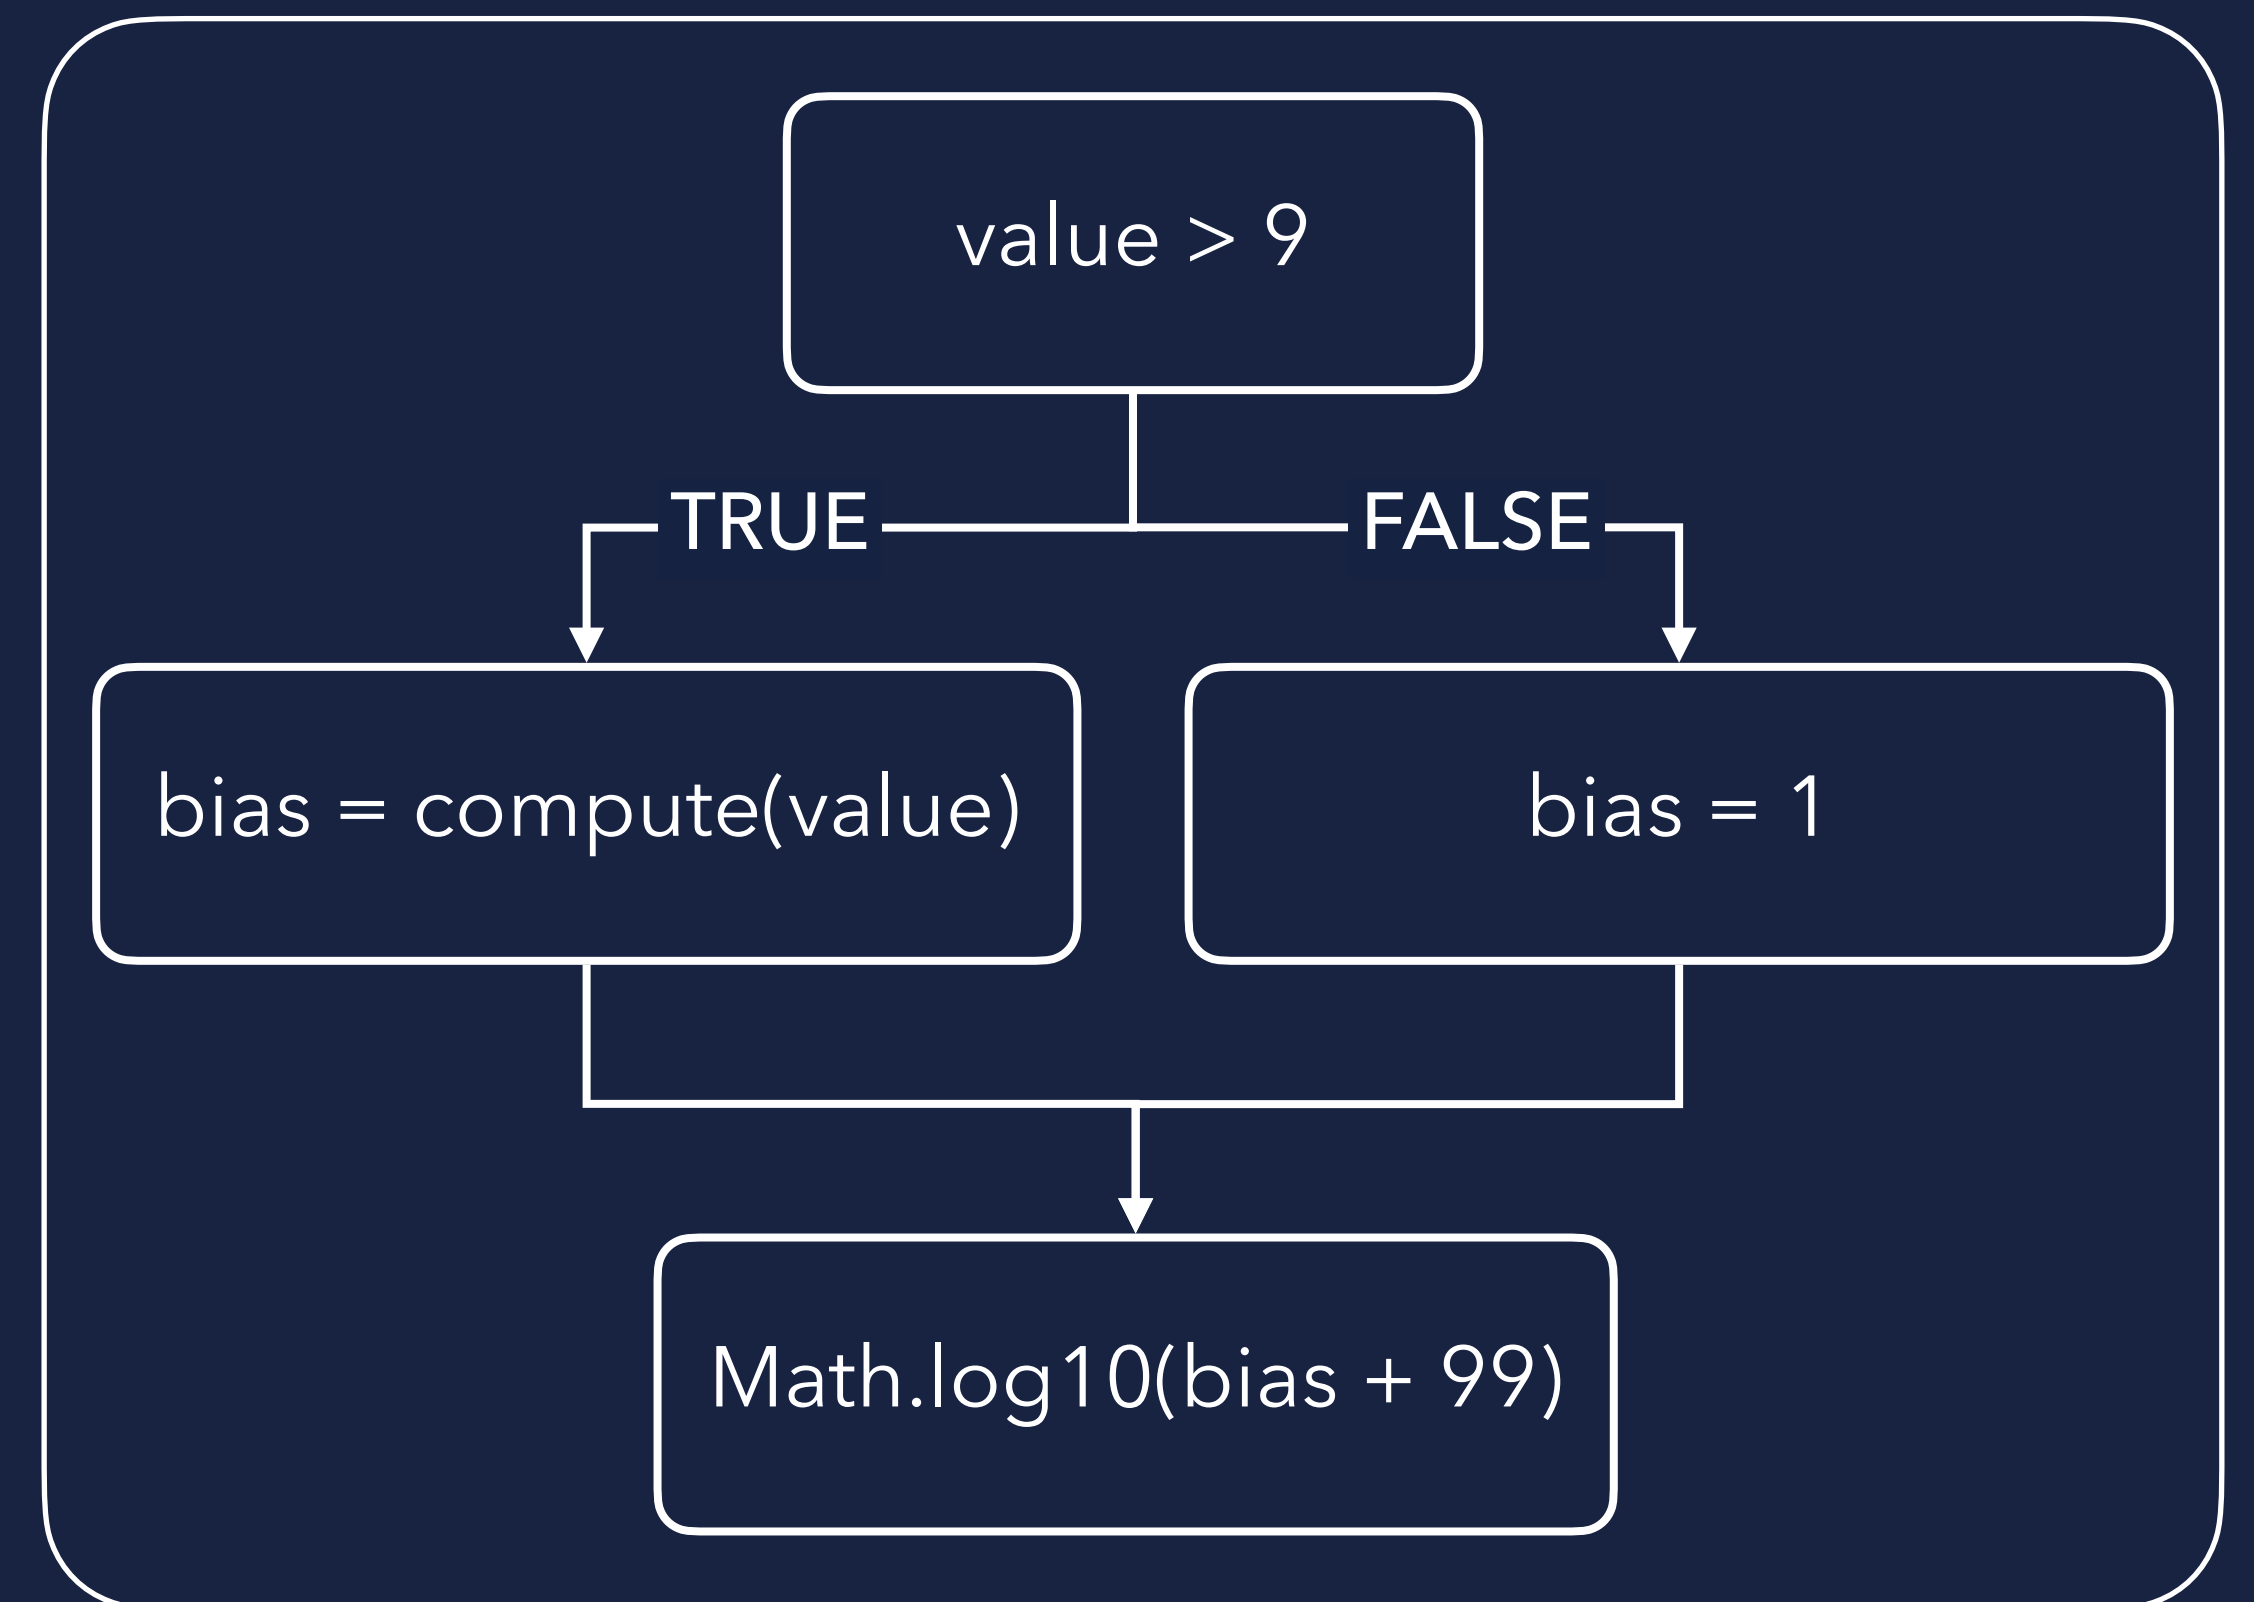 value > 9
TRUE
FALSE
bias = compute(value)
bias = 1
Math.log10(bias + 99)